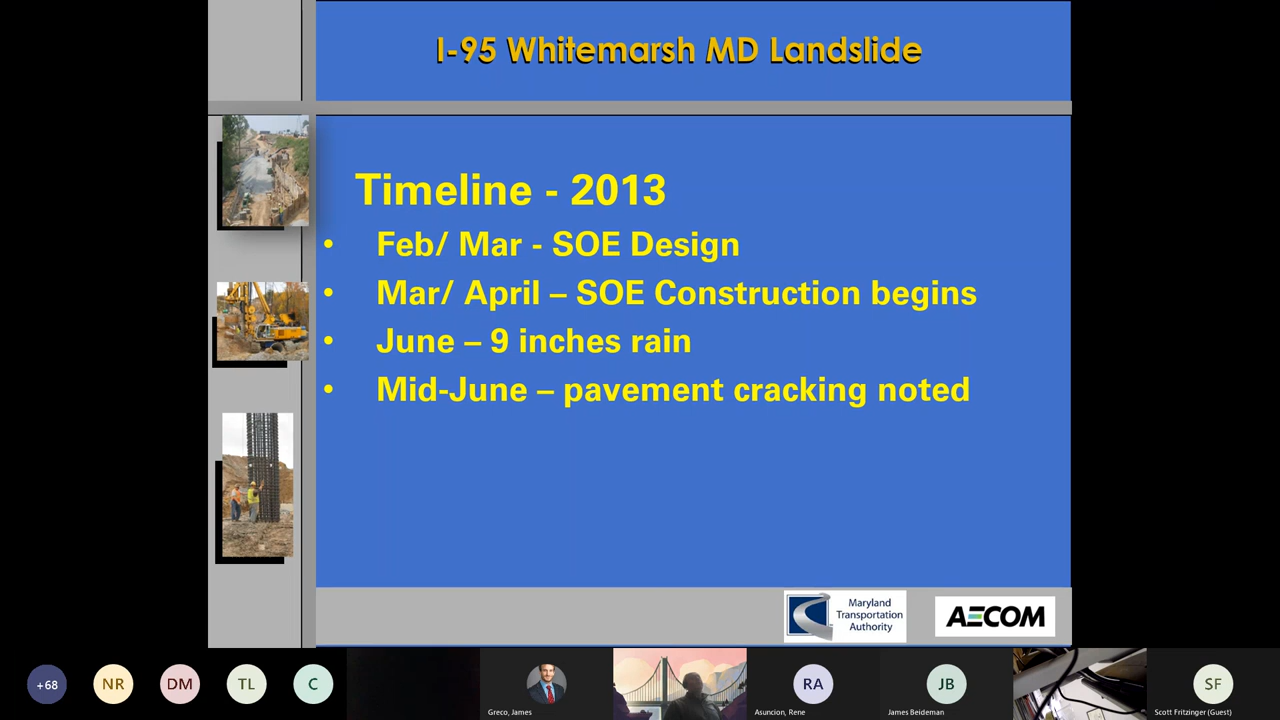 I-95 Whitemarsh MD Landslide
Timeline - 2013
• Feb/ Mar - SOE Design
• Mar/ April – SOE Construction begins
• June – 9 inches rain
• Mid-June – pavement cracking noted
Maryland
Transportation
Authority
AECOM
+68
NR
DM
TL
C
Greco, James
RA
Asuncion, Rene
JB
James Beideman
SF
Scott Fritzinger (Guest)